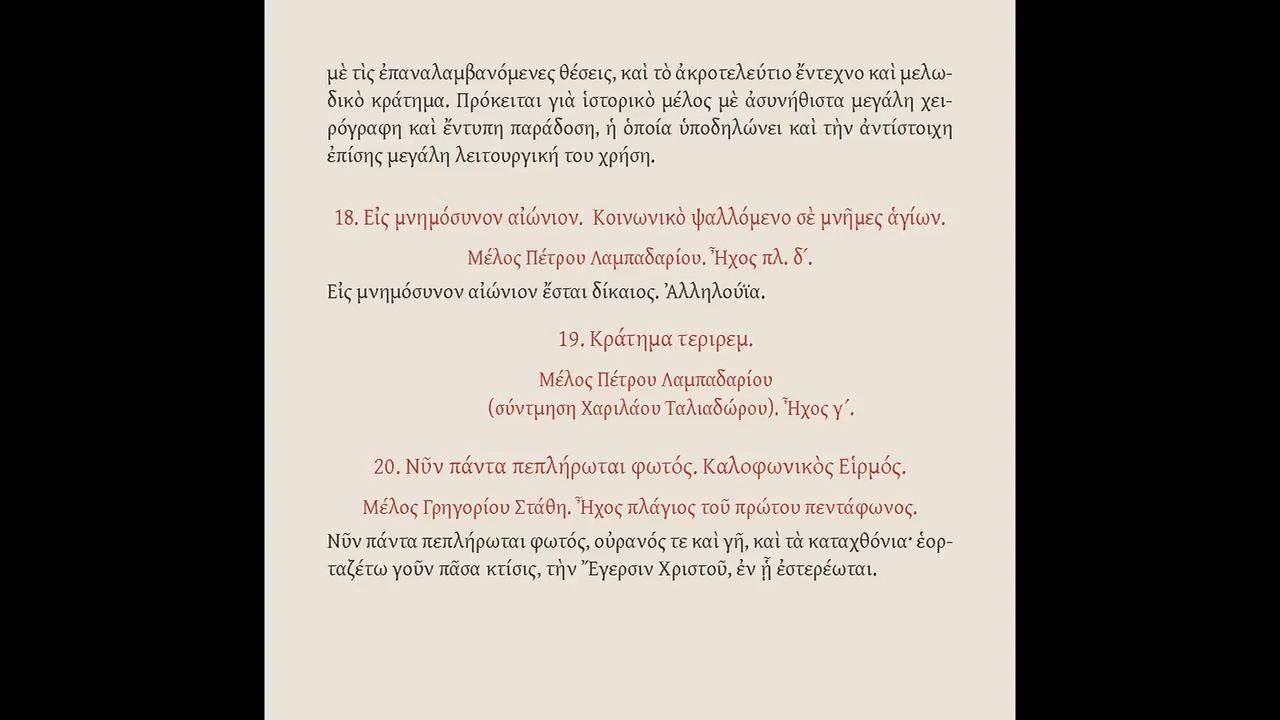 μὲ τὶς ἐπαναλαμβανόμενες θέσεις, καὶ τὸ ἀκροτελεύτιο ἔντεχνο καὶ μελω-
δικὸ κράτημα. Πρόκειται γιὰ ἱστορικὸ μέλος μὲ ἀσυνήθιστα μεγάλη χει-
ρόγραφη καὶ ἔντυπη παράδοση, ἡ ὁποία ὑποδηλώνει καὶ τὴν ἀντίστοιχη
ἐπίσης μεγάλη λειτουργική του χρήση.
18. Εἰς μνημόσυνον αἰώνιον. Κοινωνικὸ ψαλλόμενο σὲ μνῆμες ἁγίων.
Μέλος Πέτρου Λαμπαδαρίου. Ἦχος πλ. δ´.
Εἰς μνημόσυνον αἰώνιον ἔσται δίκαιος. Ἀλληλούϊα.
19. Κράτημα τεριρεμ.
Μέλος Πέτρου Λαμπαδαρίου
(σύντμηση Χαριλάου Ταλιαδώρου). Ἦχος γ´.
20. Νῦν πάντα πεπλήρωται φωτός. Καλοφωνικὸς Εἱρμός.
Μέλος Γρηγορίου Στάθη. Ἦχος πλάγιος τοῦ πρώτου πεντάφωνος.
Νῦν πάντα πεπλήρωται φωτός, οὐρανός τε καὶ γῆ, καὶ τὰ καταχθόνια· ἑορ-
ταζέτω γοῦν πᾶσα κτίσις, τὴν Ἔγερσιν Χριστοῦ, ἐν ᾗ ἐστερέωται.